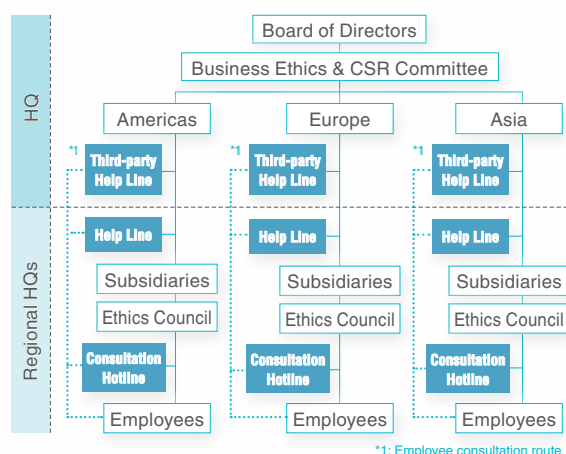 Board of Directors
Business Ethics & CSR Committee
HQ
Americas
Europe
Asia
*1
Third-party
Help Line
*1
Third-party
Help Line
*1
Third-party
Help Line
Regional HQs
Help Line
Help Line
Help Line
Subsidiaries
Subsidiaries
Subsidiaries
Ethics Council
Ethics Council
Ethics Council
Consultation
Hotline
Consultation
Hotline
Consultation
Hotline
Employees
Employees
Employees
*1: Employee consultation route